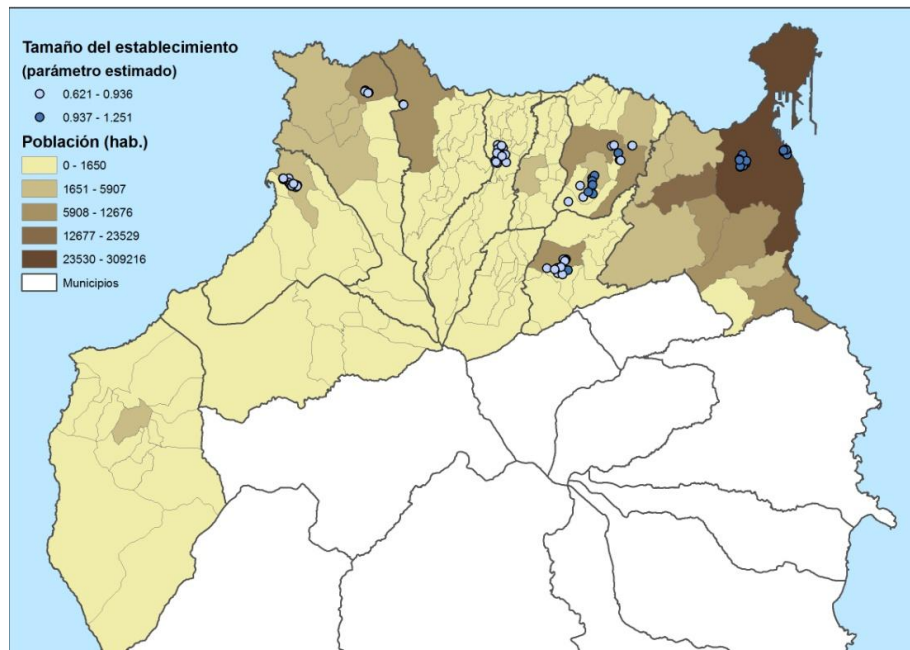 Tamaño del establecimiento
(parámetro estimado)
0.621 - 0.936
0.937 - 1.251
Población (hab.)
0 - 1650
1651 - 5907
5908 - 12676
12677 - 23529
23530 - 309216
Municipios